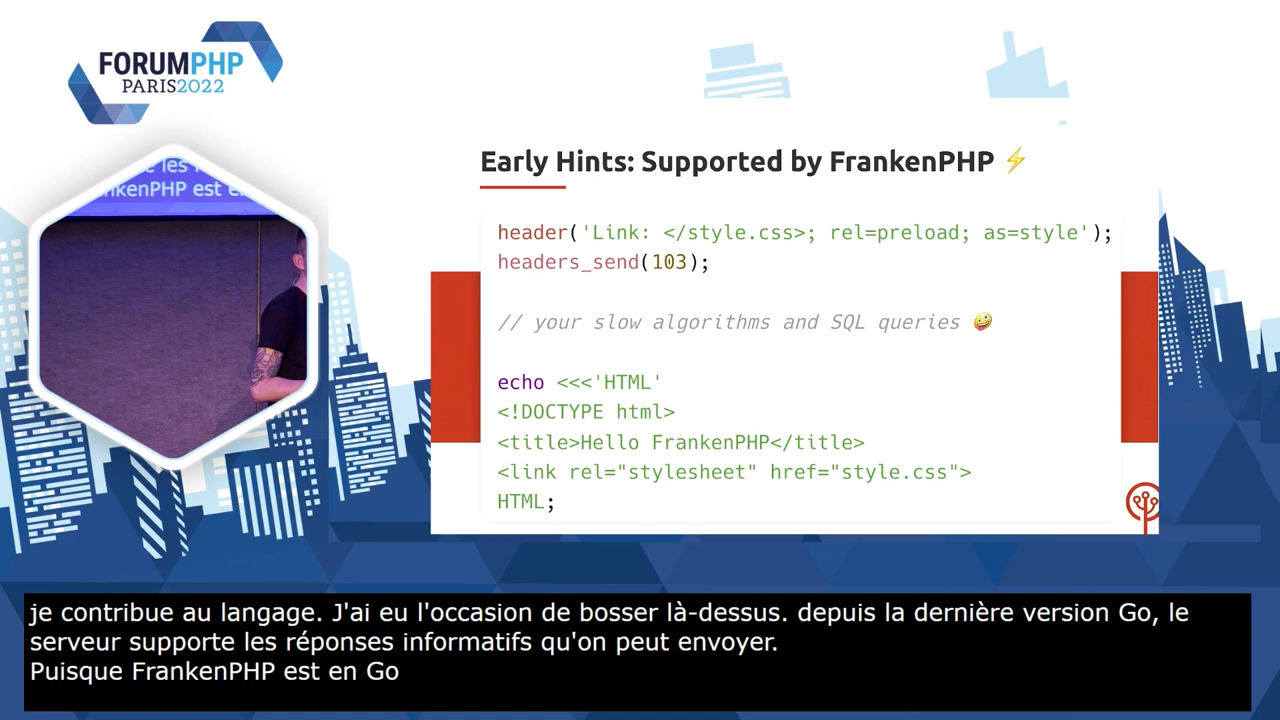 FORUMPHP
PARIS2022
e les
nkenPHP est e
Early Hints: Supported by FrankenPHP ⚡
header('Link: </style.css>; rel=preload; as=style');
headers_send(103);
// your slow algorithms and SQL queries 🤪
echo <<<'HTML'
<!DOCTYPE html>
<title>Hello FrankenPHP</title>
<link rel="stylesheet" href="style.css">
HTML;
je contribue au langage. J'ai eu l'occasion de bosser là-dessus. depuis la dernière version Go, le
serveur supporte les réponses informatifs qu'on peut envoyer.
Puisque FrankenPHP est en Go